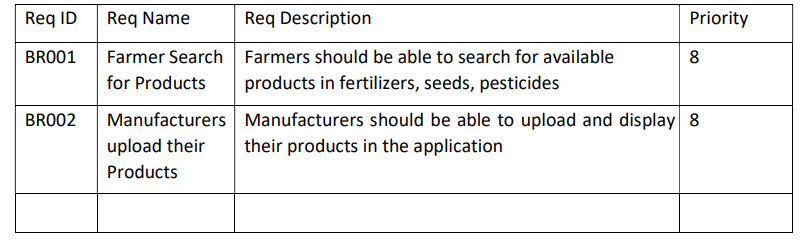 Req ID Req Name Req Description Priority
BR001 Farmer Search for Products Farmers should be able to search for available products in fertilizers, seeds, pesticides 8
BR002 Manufacturers upload their Products Manufacturers should be able to upload and display their products in the application 8